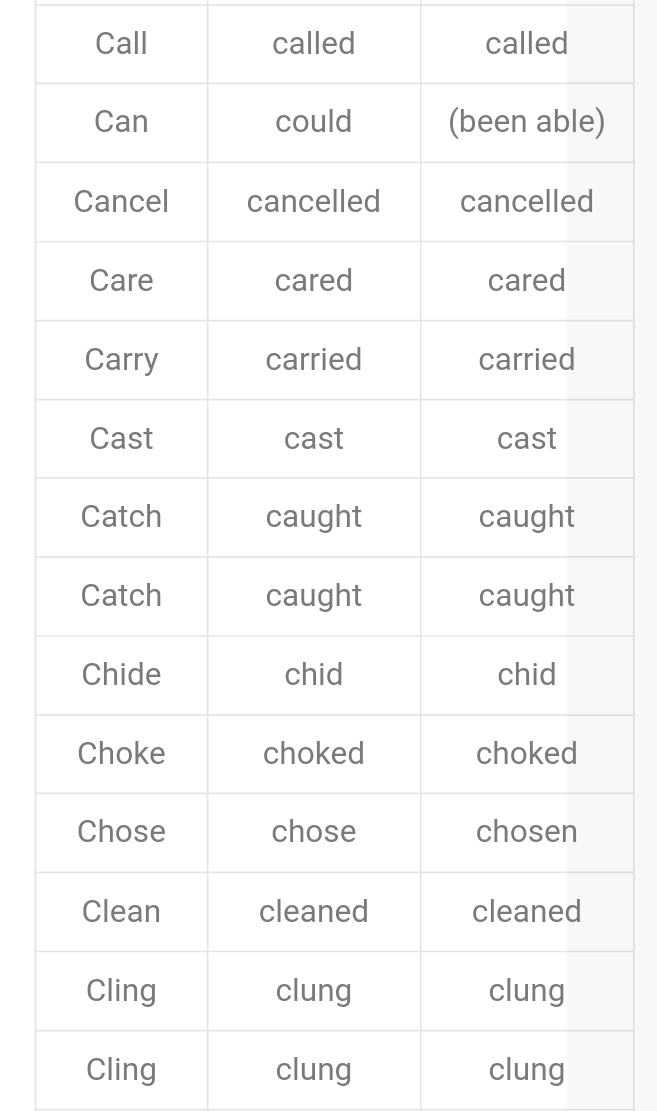 Call called called
Can could (been able)
Cancel cancelled cancelled
Care cared cared
Carry carried carried
Cast cast cast
Catch caught caught
Catch caught caught
Chide chid chid
Choke choked choked
Chose chose chosen
Clean cleaned cleaned
Cling clung clung
Cling clung clung